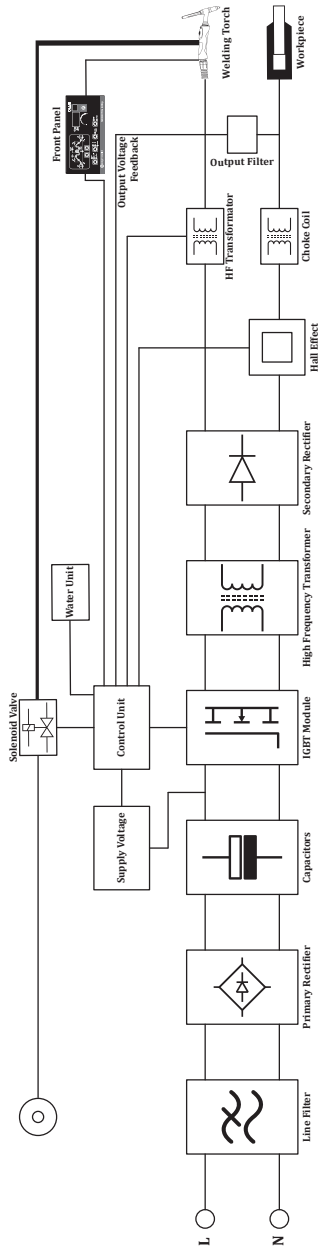 Solenoid Valve
Water Unit
Front Panel
Welding Torch
Workpiece
Control Unit
Supply Voltage
Output Voltage
Feedback
Output Filter
HF Transformator
Choke Coil
Hall Effect
L
N
Line Filter
Primary Rectifier
Capacitors
IGBT Module
High Frequency Transformer
Secondary Rectifier